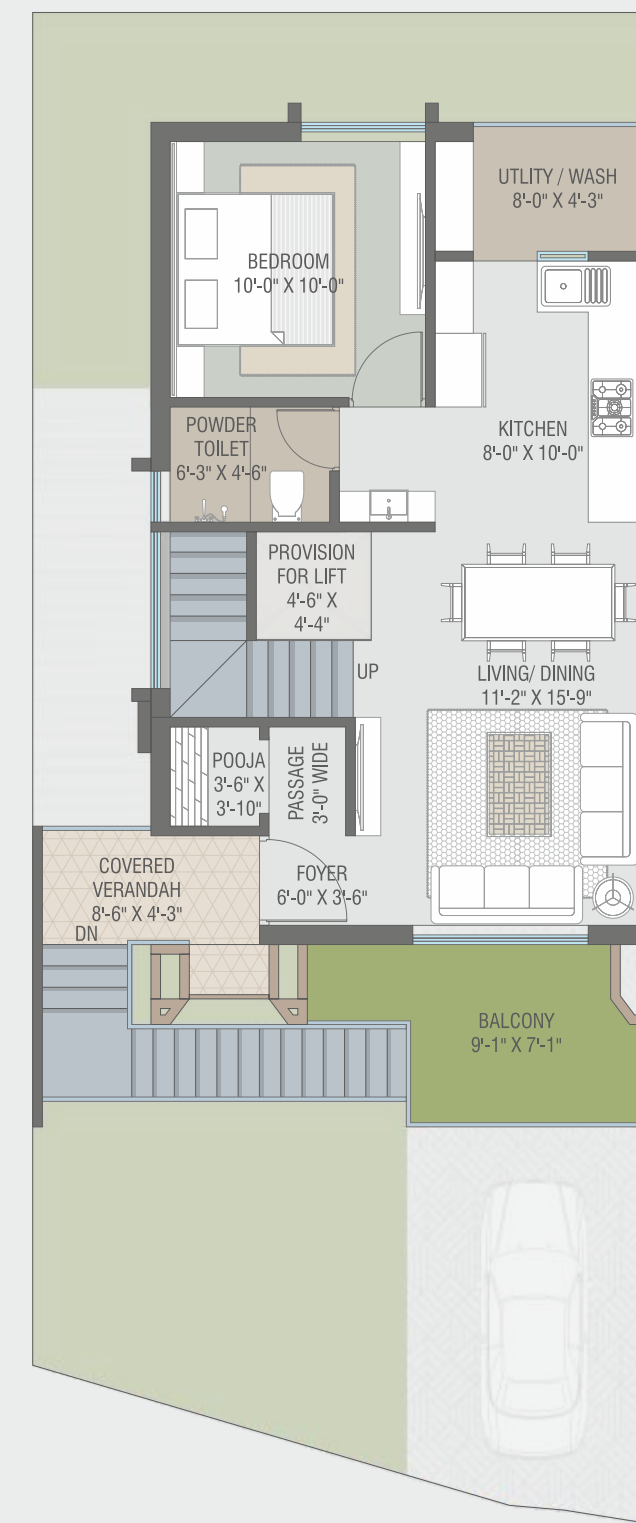 UTLITY / WASH
8'-0" X 4'-3"
BEDROOM
10'-0" X 10'-0"
POWDER
TOILET
6'-3" X 4'-6"
KITCHEN
8'-0" X 10'-0"
PROVISION
FOR LIFT
4'-6" X
4'-4"
UP
LIVING/ DINING
11'-2" X 15'-9"
POOJA
3'-6" X
3'-10"
PASSAGE
3'-0" WIDE
COVERED
VERANDAH
8'-6" X 4'-3"
DN
FOYER
6'-0" X 3'-6"
BALCONY
9'-1" X 7'-1"